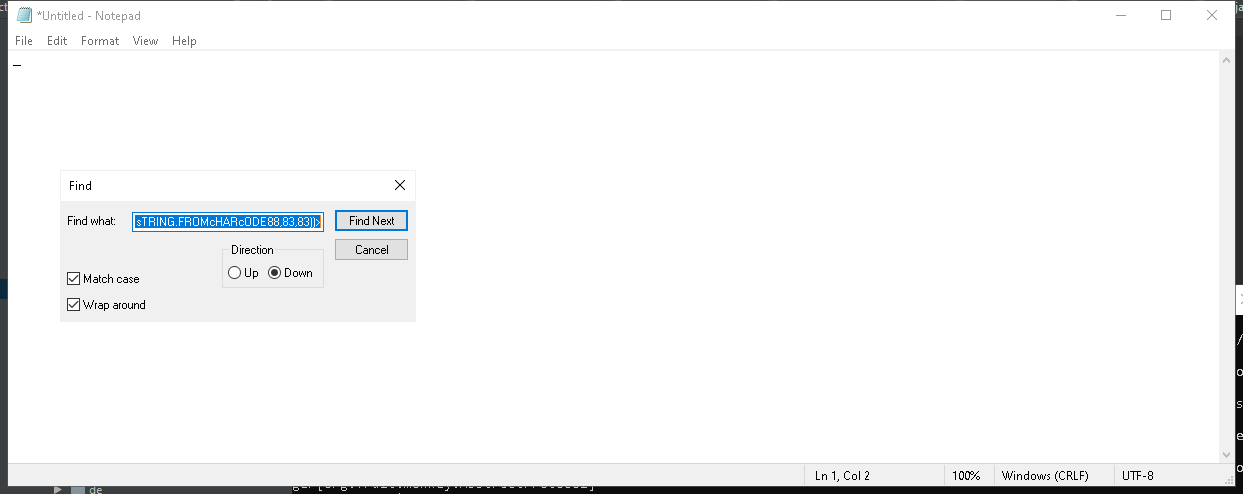 *Untitled - Notepad
File Edit Format View Help
_
Find
Find what: sTRING.FROMcHARcODE88,83,83))> Find Next
Direction
Cancel
Up Down
Match case
Wrap around
Ln 1, Col 2 100% Windows (CRLF) UTF-8
de